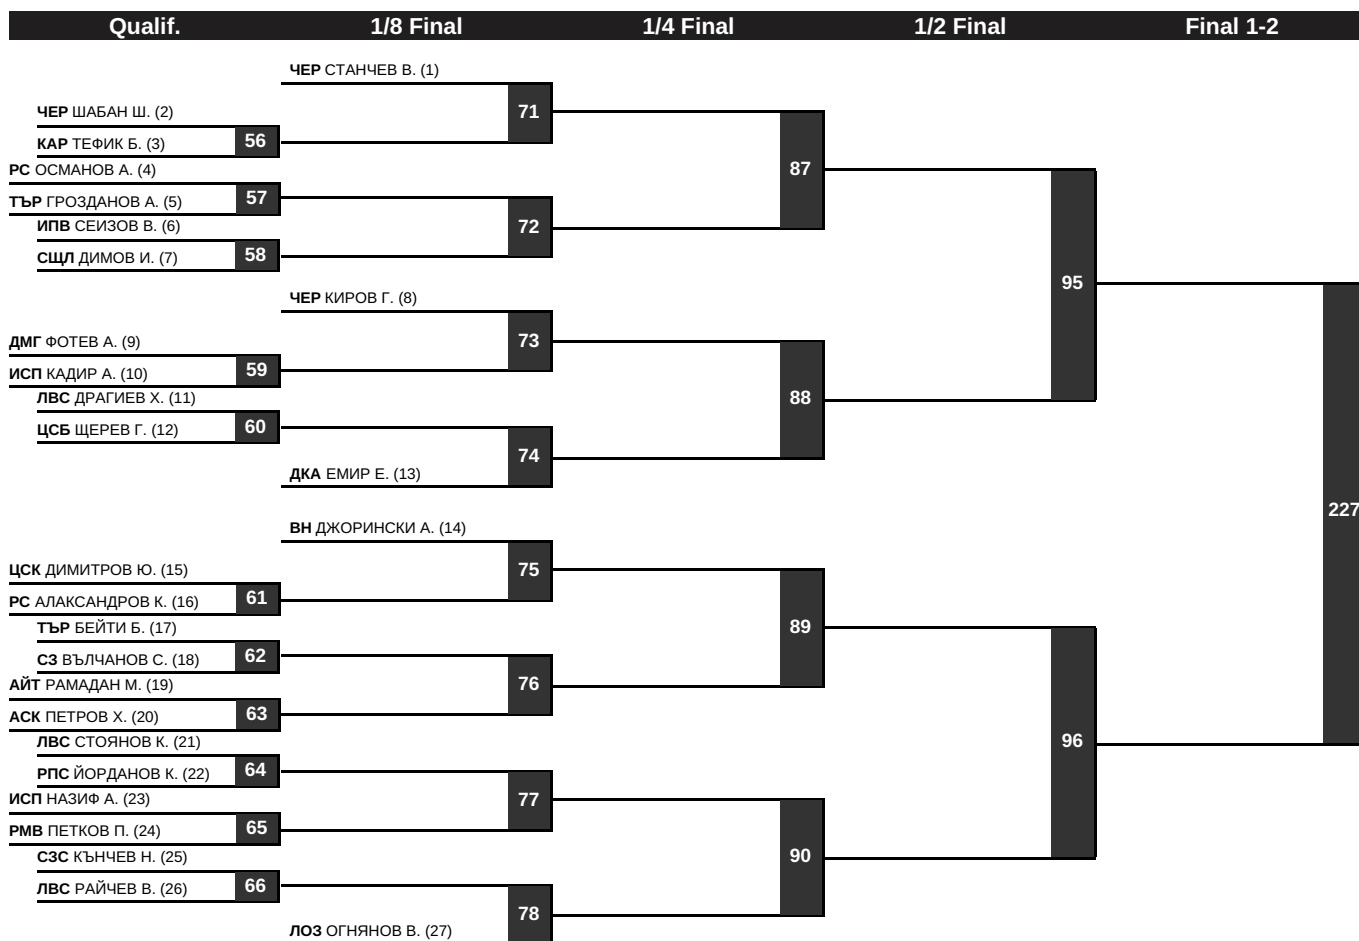 Qualif. 1/8 Final 1/4 Final 1/2 Final Final 1-2
ЧЕР СТАНЧЕВ В. (1)
71
ЧЕР ШАБАН Ш. (2)
56
КАР ТЕФИК Б. (3)
87
РС ОСМАНОВ А. (4)
57
ТЪР ГРОЗДАНОВ А. (5)
72
ИПВ СЕИЗОВ В. (6)
58
СЩЛ ДИМОВ И. (7)
95
ЧЕР КИРОВ Г. (8)
73
ДМГ ФОТЕВ А. (9)
59
ИСП КАДИР А. (10)
88
ЛВС ДРАГИЕВ Х. (11)
60
ЦСБ ЩЕРЕВ Г. (12)
74
ДКА ЕМИР Е. (13)
227
ВН ДЖОРИНСКИ А. (14)
75
ЦСК ДИМИТРОВ Ю. (15)
61
РС АЛАКСАНДРОВ К. (16)
89
ТЪР БЕЙТИ Б. (17)
62
СЗ ВЪЛЧАНОВ С. (18)
76
АЙТ РАМАДАН М. (19)
63
АСК ПЕТРОВ Х. (20)
96
ЛВС СТОЯНОВ К. (21)
64
РПС ЙОРДАНОВ К. (22)
77
ИСП НАЗИФ А. (23)
65
РМВ ПЕТКОВ П. (24)
90
СЗС КЪНЧЕВ Н. (25)
66
ЛВС РАЙЧЕВ В. (26)
78
ЛОЗ ОГНЯНОВ В. (27)